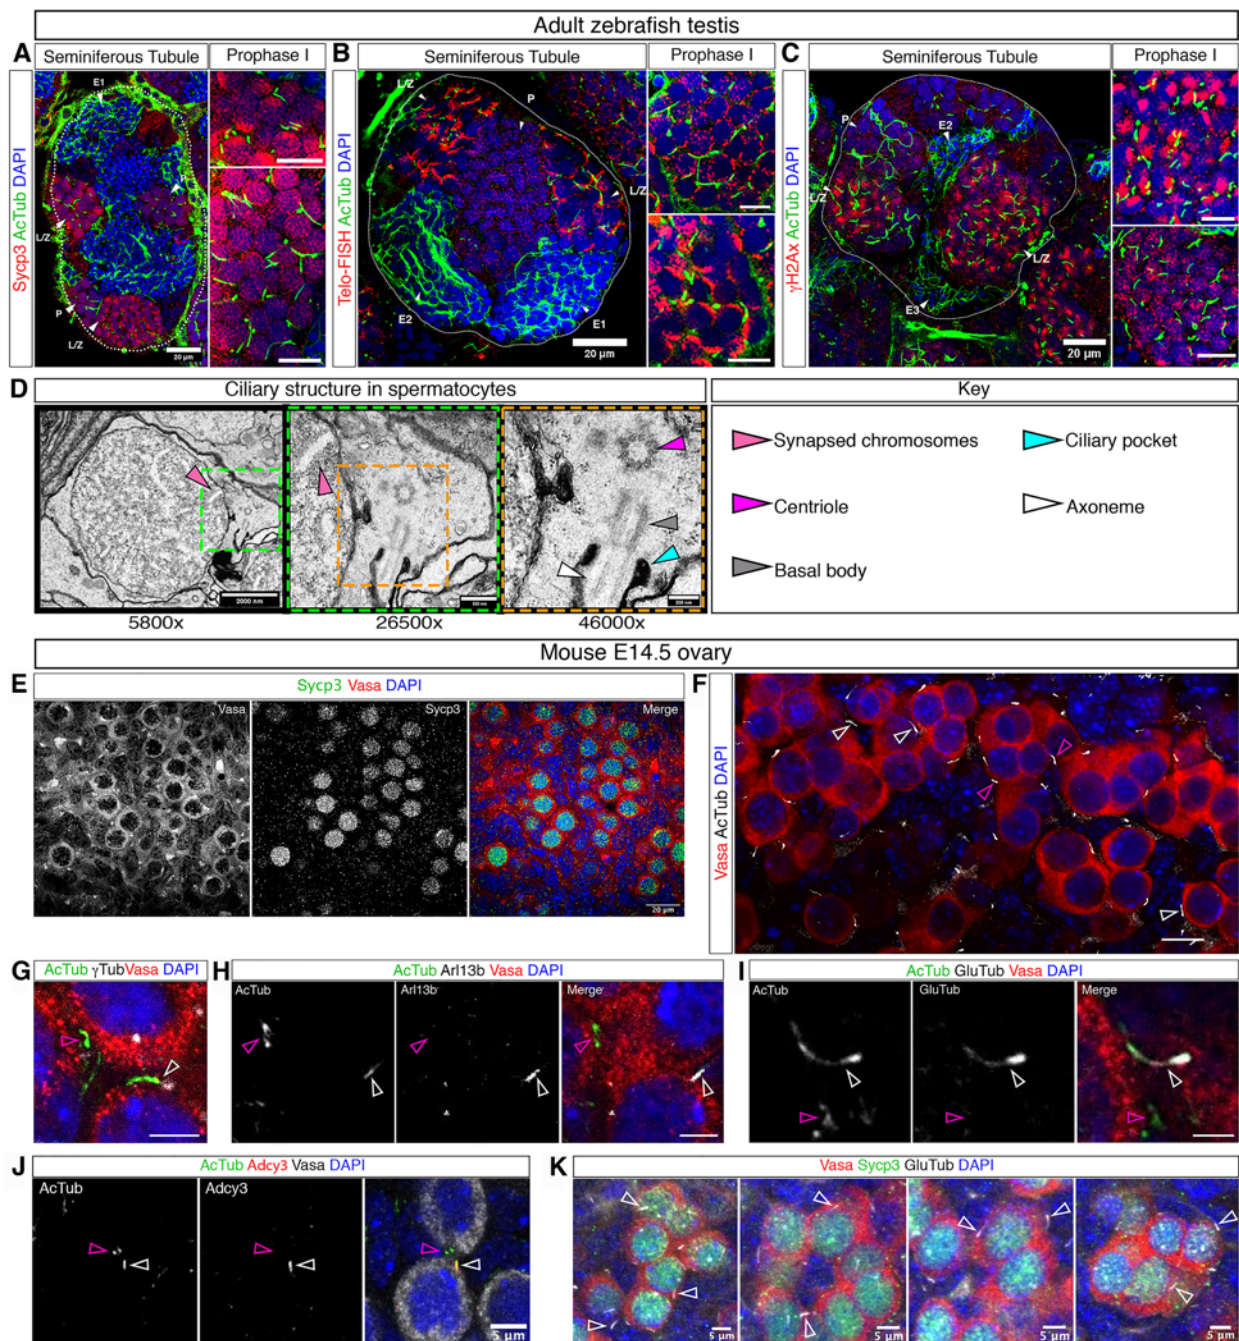 Adult zebrafish testis
A
Seminiferous Tubule
Prophase I
Sycp3 AcTub DAPI
E1
L/Z
P
L/Z
20 µm
B
Seminiferous Tubule
Prophase I
Telo-FISH AcTub DAPI
L/Z
P
L/Z
E2
E1
20 µm
C
Seminiferous Tubule
Prophase I
γH2Ax AcTub DAPI
P
E2
L/Z
L/Z
E3
20 µm
D
Ciliary structure in spermatocytes
2000 nm
5800x
26500x
46000x
Key
Synapsed chromosomes
Ciliary pocket
Centriole
Axoneme
Basal body
Mouse E14.5 ovary
E
Sycp3 Vasa DAPI
Vasa
Sycp3
Merge
20 µm
F
Vasa AcTub DAPI
G
AcTub γTubVasa DAPI
H
AcTub Arl13b Vasa DAPI
AcTub
Arl13b
Merge
I
AcTub GluTub Vasa DAPI
AcTub
GluTub
Merge
J
AcTub Adcy3 Vasa DAPI
AcTub
Adcy3
5 µm
K
Vasa Sycp3 GluTub DAPI
5 µm
5 µm
5 µm
5 µm